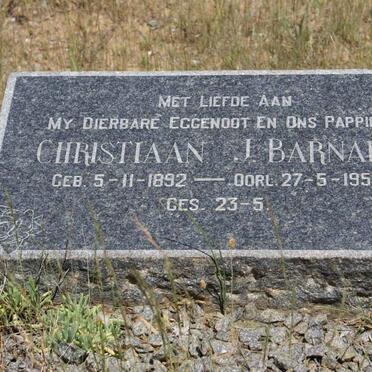 MET LIEFDE AAN
MY DIERBARE EGGENOOT EN ONS PAPPIE
CHRISTIAAN J. BARNA
GEB. 5-11-1892 — OORL. 27-5-195
GES. 23-5